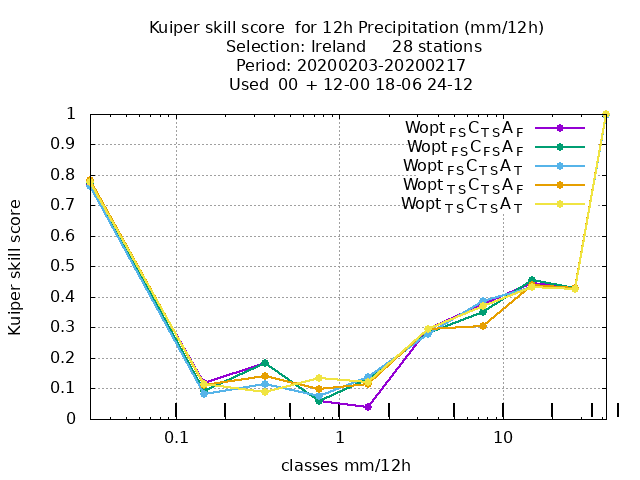 Kuiper skill score  for 12h Precipitation (mm/12h)
Selection: Ireland     28 stations
Period: 20200203-20200217
Used  00  + 12-00 18-06 24-12
Kuiper skill score
1
0.9
0.8
0.7
0.6
0.5
0.4
0.3
0.2
0.1
0
Wopt FS C TS A F
Wopt FS C FS A F
Wopt FS C TS A T
Wopt TS C TS A F
Wopt TS C TS A T
0.1
1
10
classes mm/12h